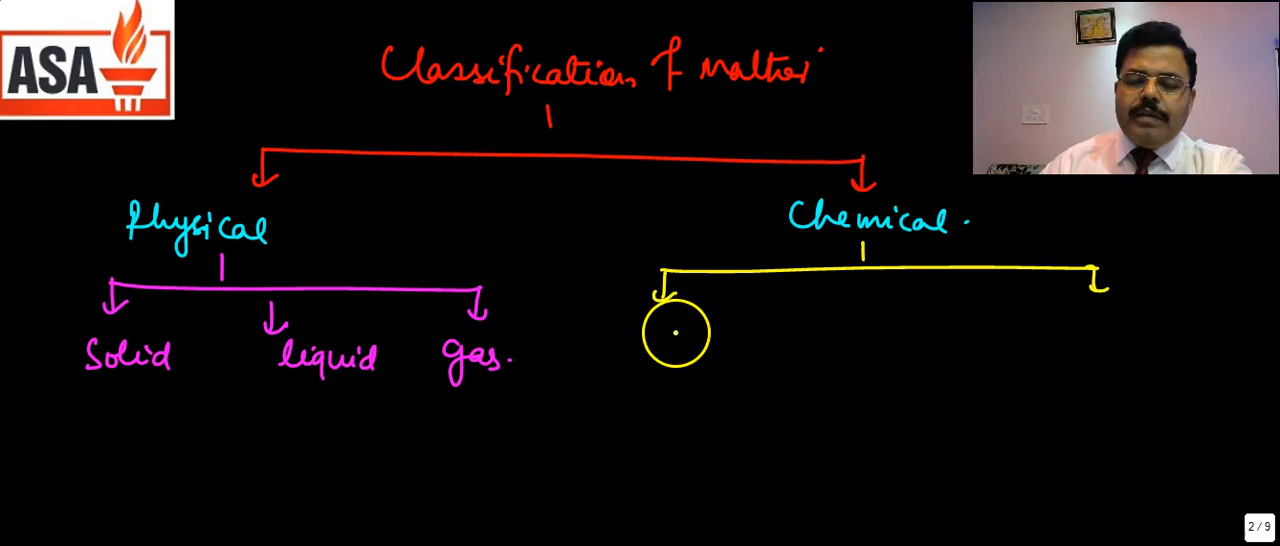 ASA
Classification of Matter
Physical
Chemical.
Solid
liquid
gas.
2/9